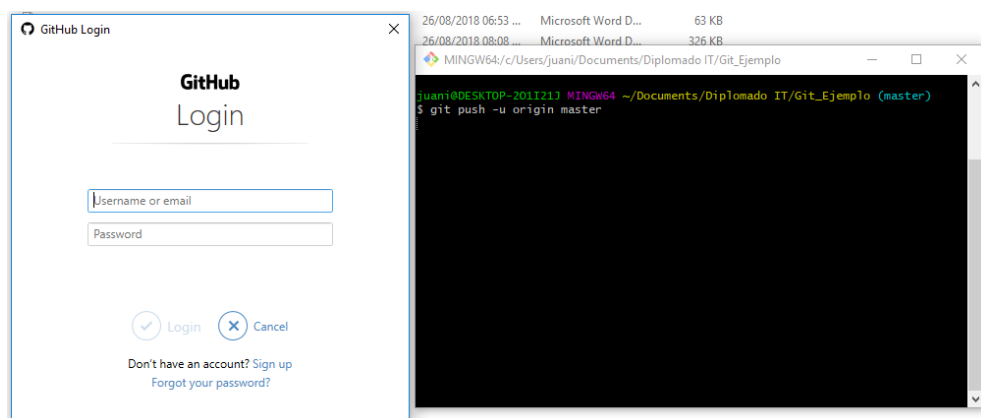 GitHub Login
GitHub
Login
Username or email
Password
Login
Cancel
Don't have an account? Sign up
Forgot your password?
26/08/2018 06:53 ... Microsoft Word D... 63 KB
26/08/2018 08:08 ... Microsoft Word D... 326 KB
MINGW64:/c/Users/juani/Documents/Diplomado IT/Git_Ejemplo
juani@DESKTOP-201I21J MINGW64 ~/Documents/Diplomado IT/Git_Ejemplo (master)
$ git push -u origin master